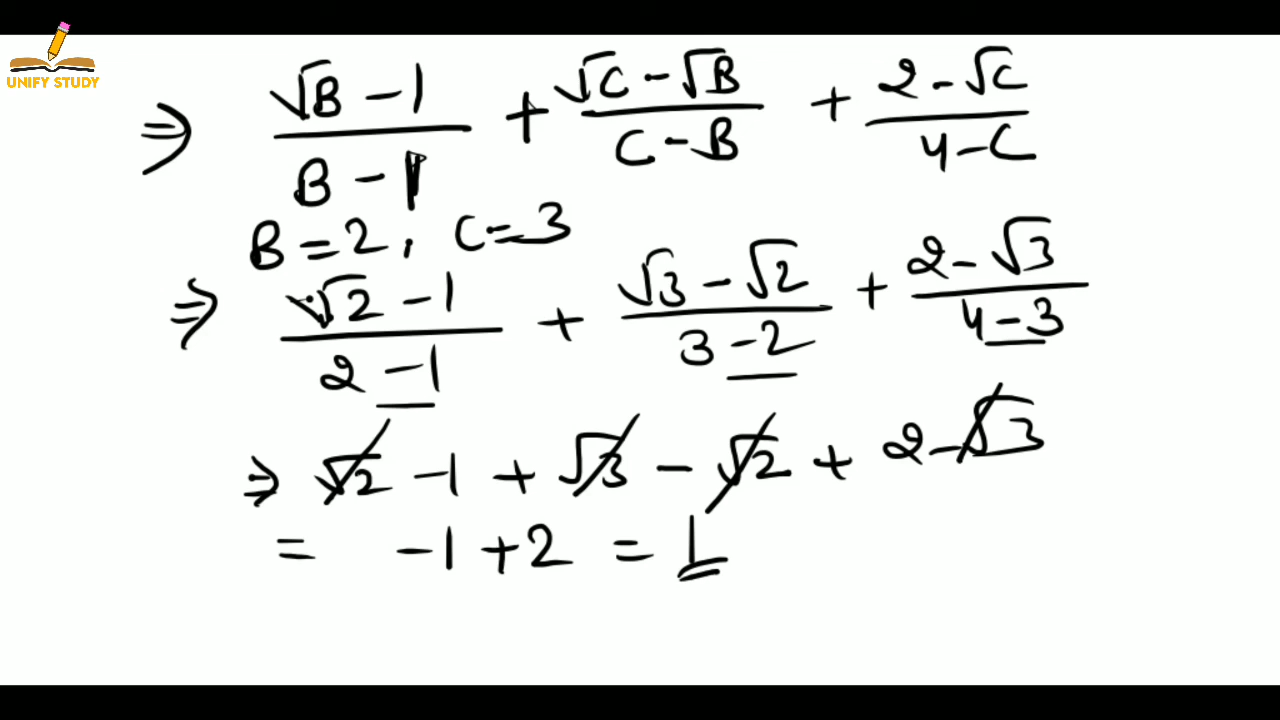 UNIFY STUDY
⇒ (√B - 1)/(B - 1) + (√C - √B)/(C - B) + (2 - √C)/(4 - C)
B = 2, C = 3
⇒ (√2 - 1)/(2 - 1) + (√3 - √2)/(3 - 2) + (2 - √3)/(4 - 3)
⇒ √2 - 1 + √3 - √2 + 2 - √3
= -1 + 2 = 1